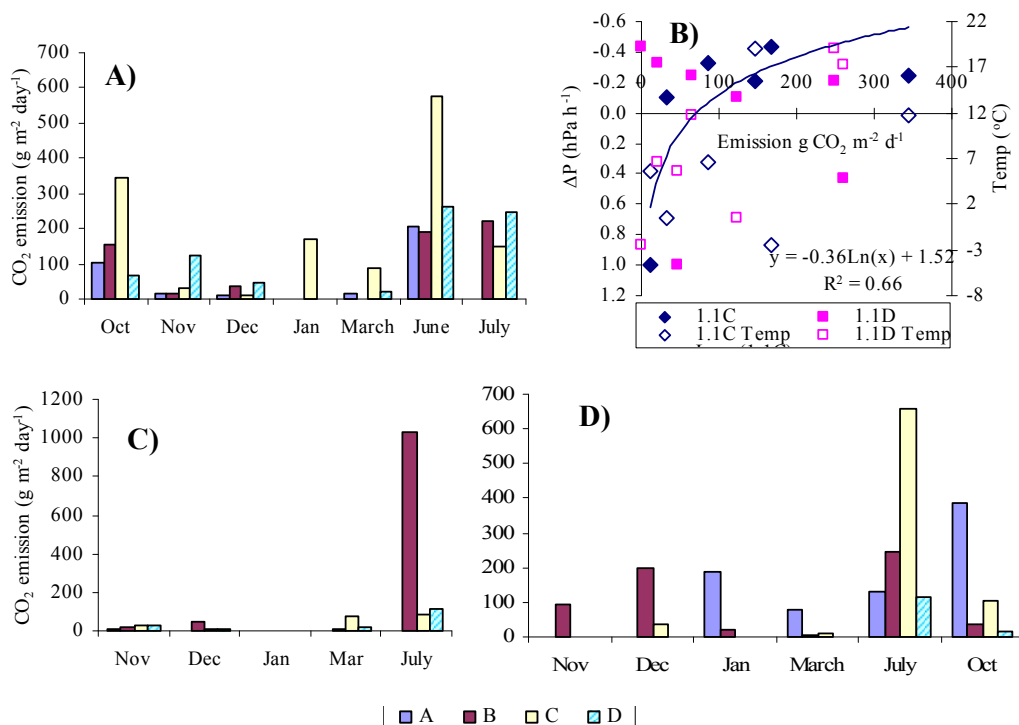 A)
CO2 emission (g m-2 day-1)
700
600
500
400
300
200
100
0
Oct Nov Dec Jan March June July
B)
ΔP (hPa h-1)
-0.6
-0.4
-0.2
0.0
0.2
0.4
0.6
0.8
1.0
1.2
0 100 200 300 400
Emission g CO2 m-2 d-1
Temp (°C)
22
17
12
7
2
-3
-8
y = -0.36Ln(x) + 1.52
R2 = 0.66
1.1C 1.1D
1.1C Temp 1.1D Temp
C)
CO2 emission (g m-2 day-1)
1200
1000
800
600
400
200
0
Nov Dec Jan Mar July
D)
700
600
500
400
300
200
100
0
Nov Dec Jan March July Oct
A B C D